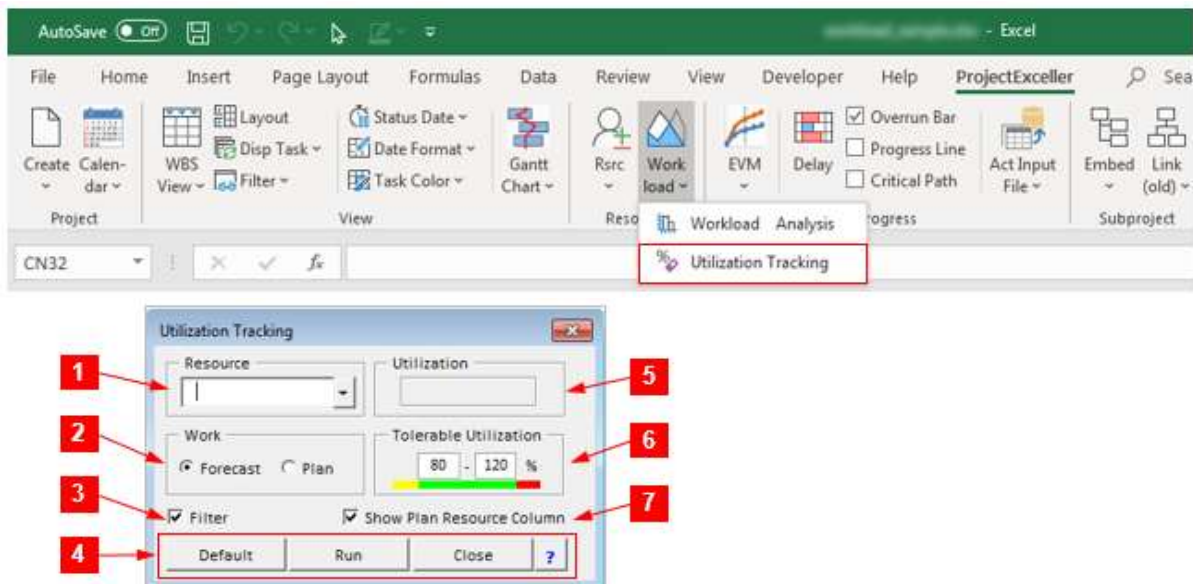 AutoSave Off - Excel
File Home Insert Page Layout Formulas Data Review View Developer Help ProjectExceller Sea
Layout Status Date Overrun Bar
Disp Task Date Format Progress Line
Create Calen- WBS Gantt Rsrc Work EVM Delay Act Input Embed Link
dar View Filter Task Color Chart load Critical Path File (old)
Project View Reso rogress Subproject
Workload Analysis
CN32 fx % Utilization Tracking
Utilization Tracking
Resource Utilization
1 5
2 Work Tolerable Utilization 6
Forecast Plan 80 - 120 %
3 Filter Show Plan Resource Column 7
4 Default Run Close ?